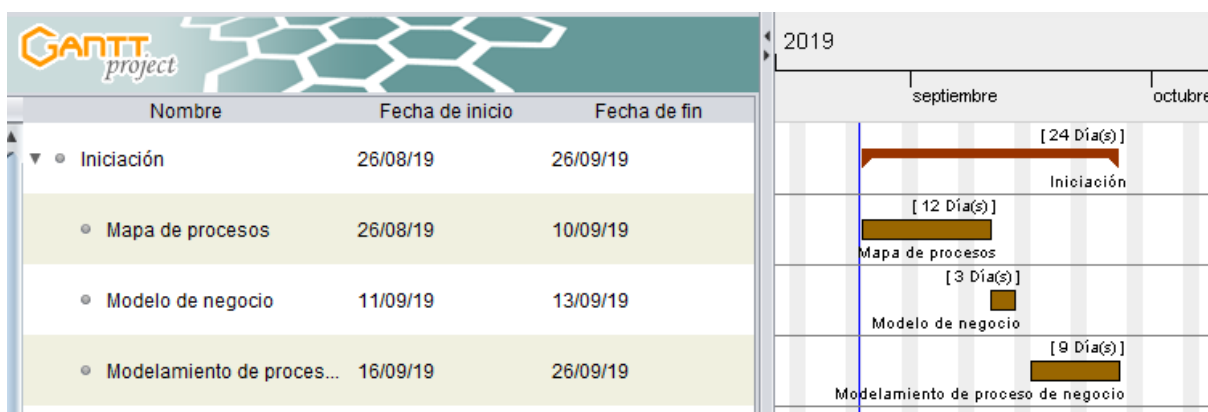 GANTT
project
2019
septiembre
octubre
Nombre
Fecha de inicio
Fecha de fin
Iniciación
26/08/19
26/09/19
[ 24 Día(s) ]
Iniciación
Mapa de procesos
26/08/19
10/09/19
[ 12 Día(s) ]
Mapa de procesos
Modelo de negocio
11/09/19
13/09/19
[ 3 Día(s) ]
Modelo de negocio
Modelamiento de proces...
16/09/19
26/09/19
[ 9 Día(s) ]
Modelamiento de proceso de negocio